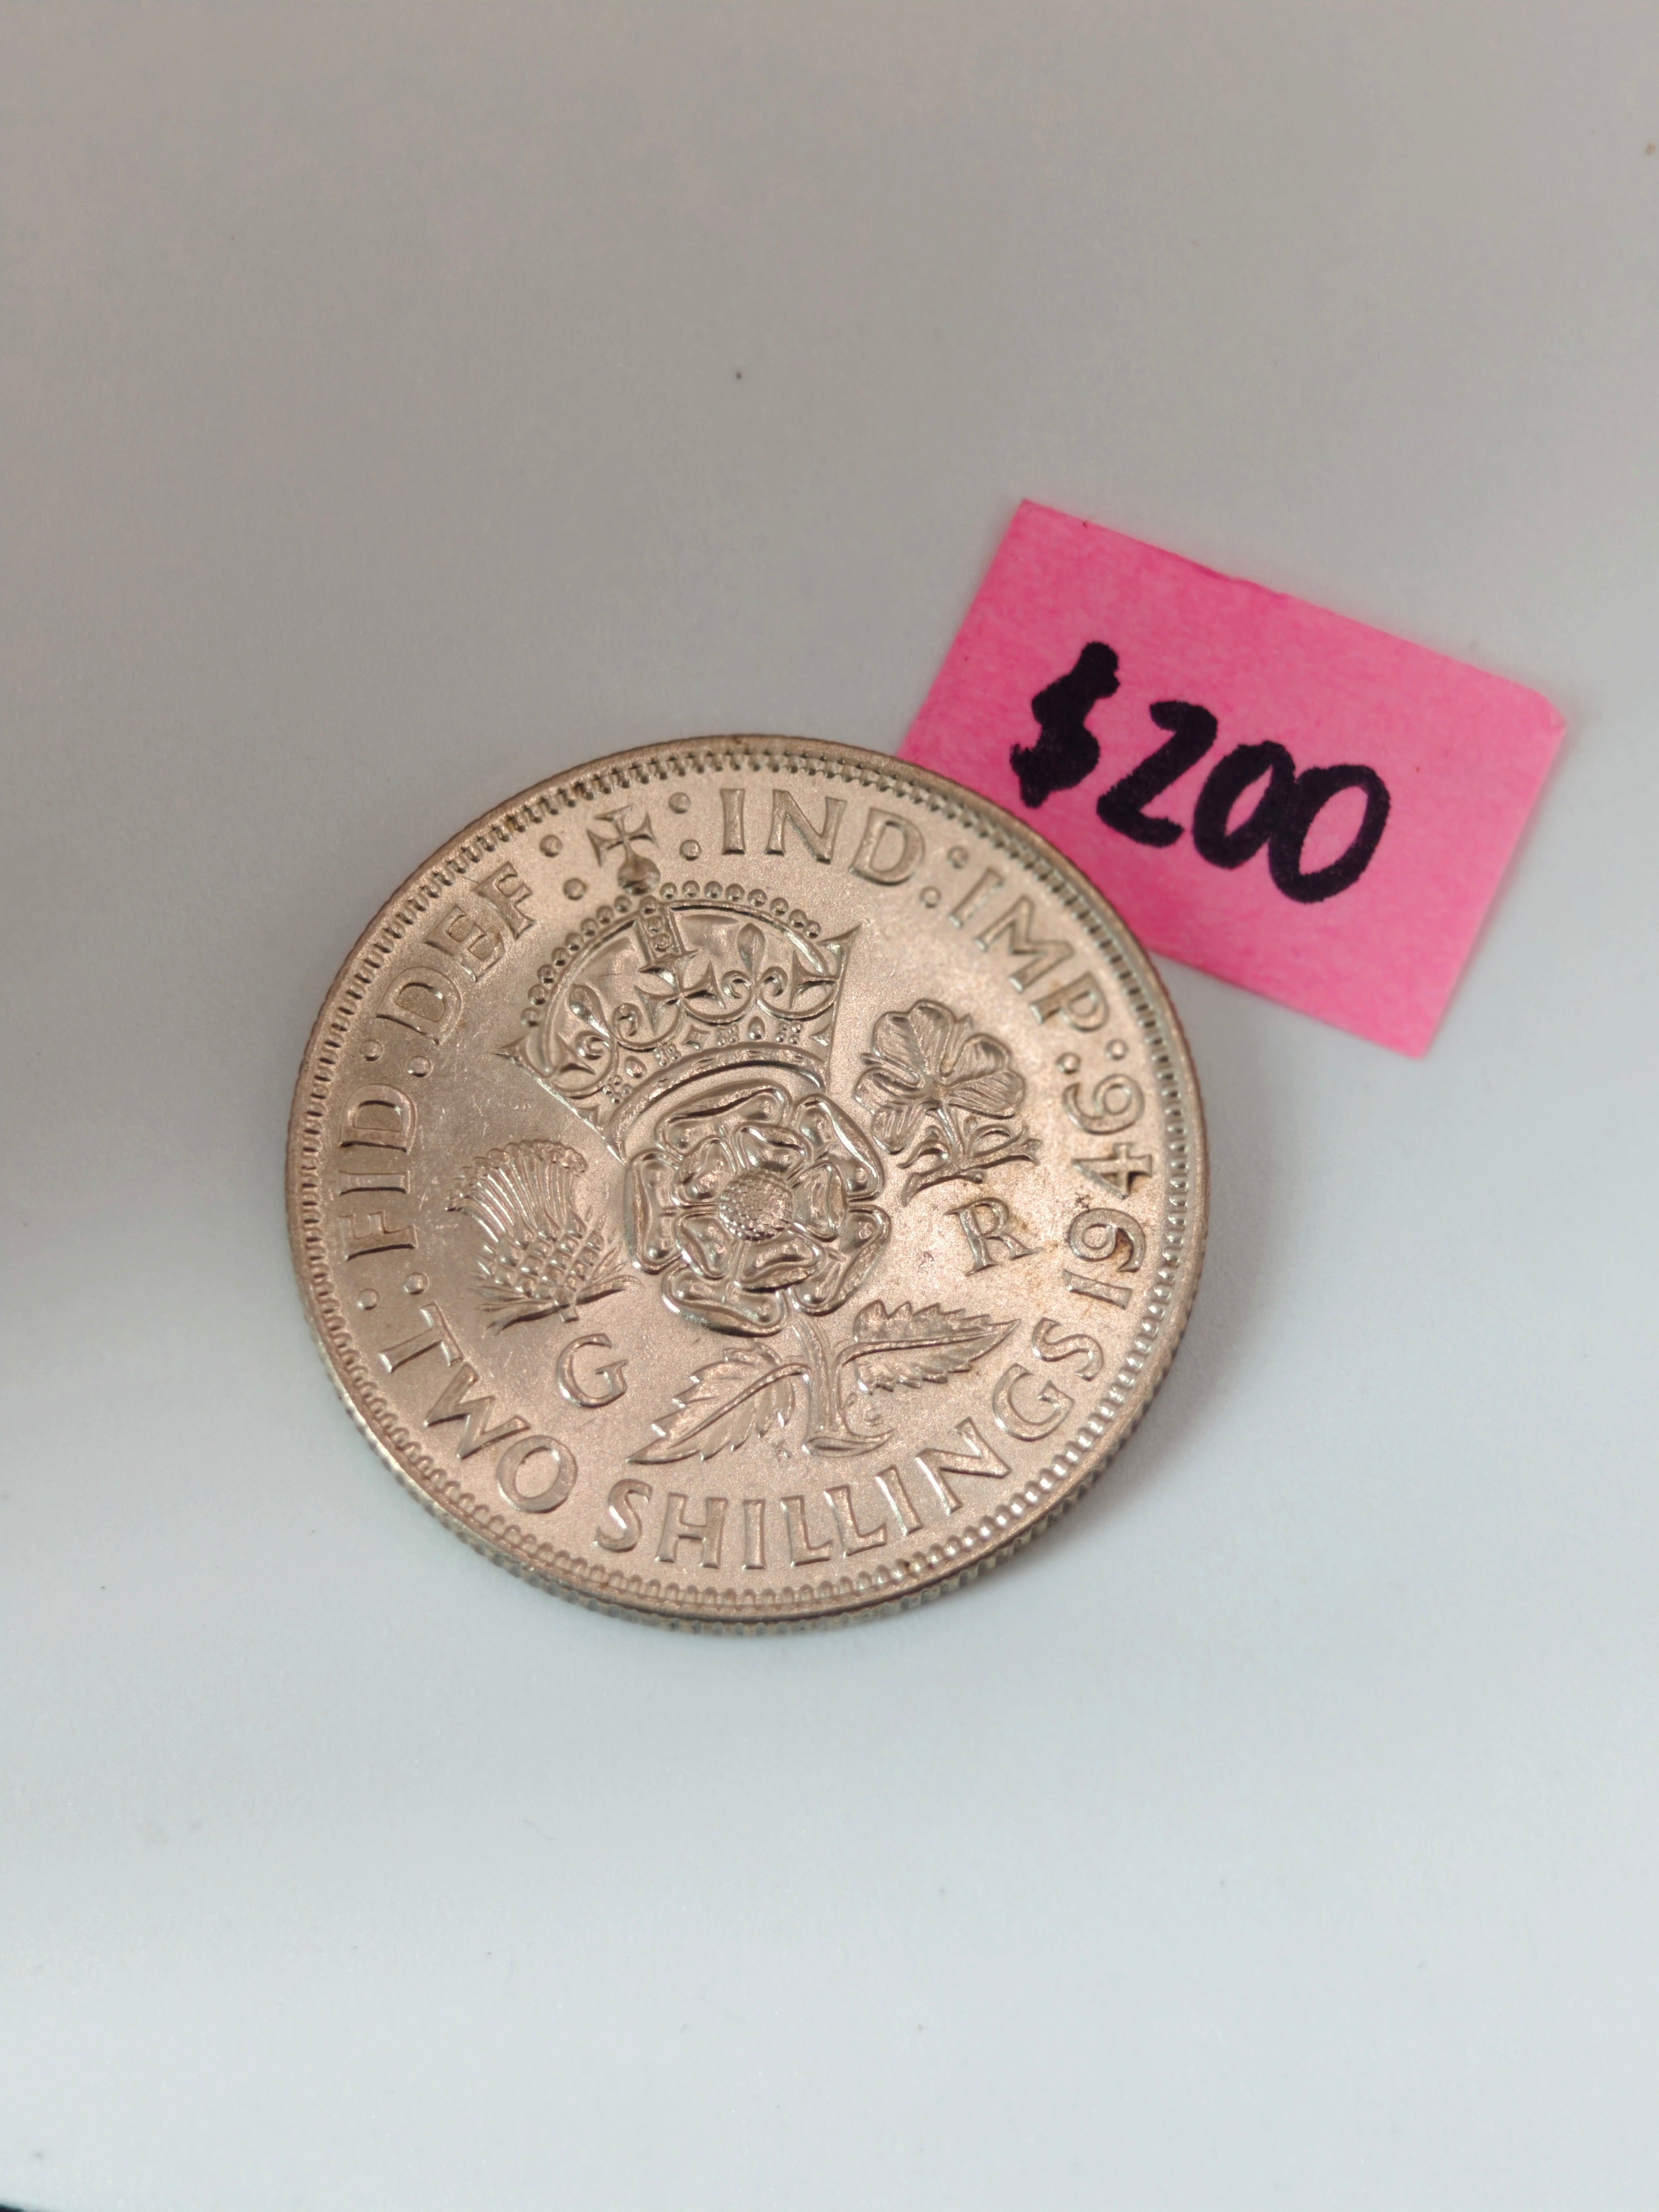 $200
:FID:DEF: :IND:IMP:
G R
TWO SHILLINGS 1946